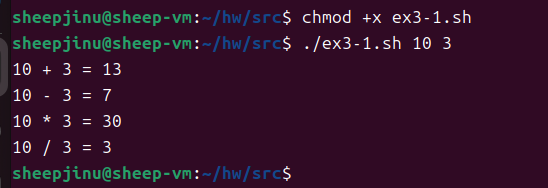 sheepjinu@sheep-vm:~/hw/src$ chmod +x ex3-1.sh
sheepjinu@sheep-vm:~/hw/src$ ./ex3-1.sh 10 3
10 + 3 = 13
10 - 3 = 7
10 * 3 = 30
10 / 3 = 3
sheepjinu@sheep-vm:~/hw/src$